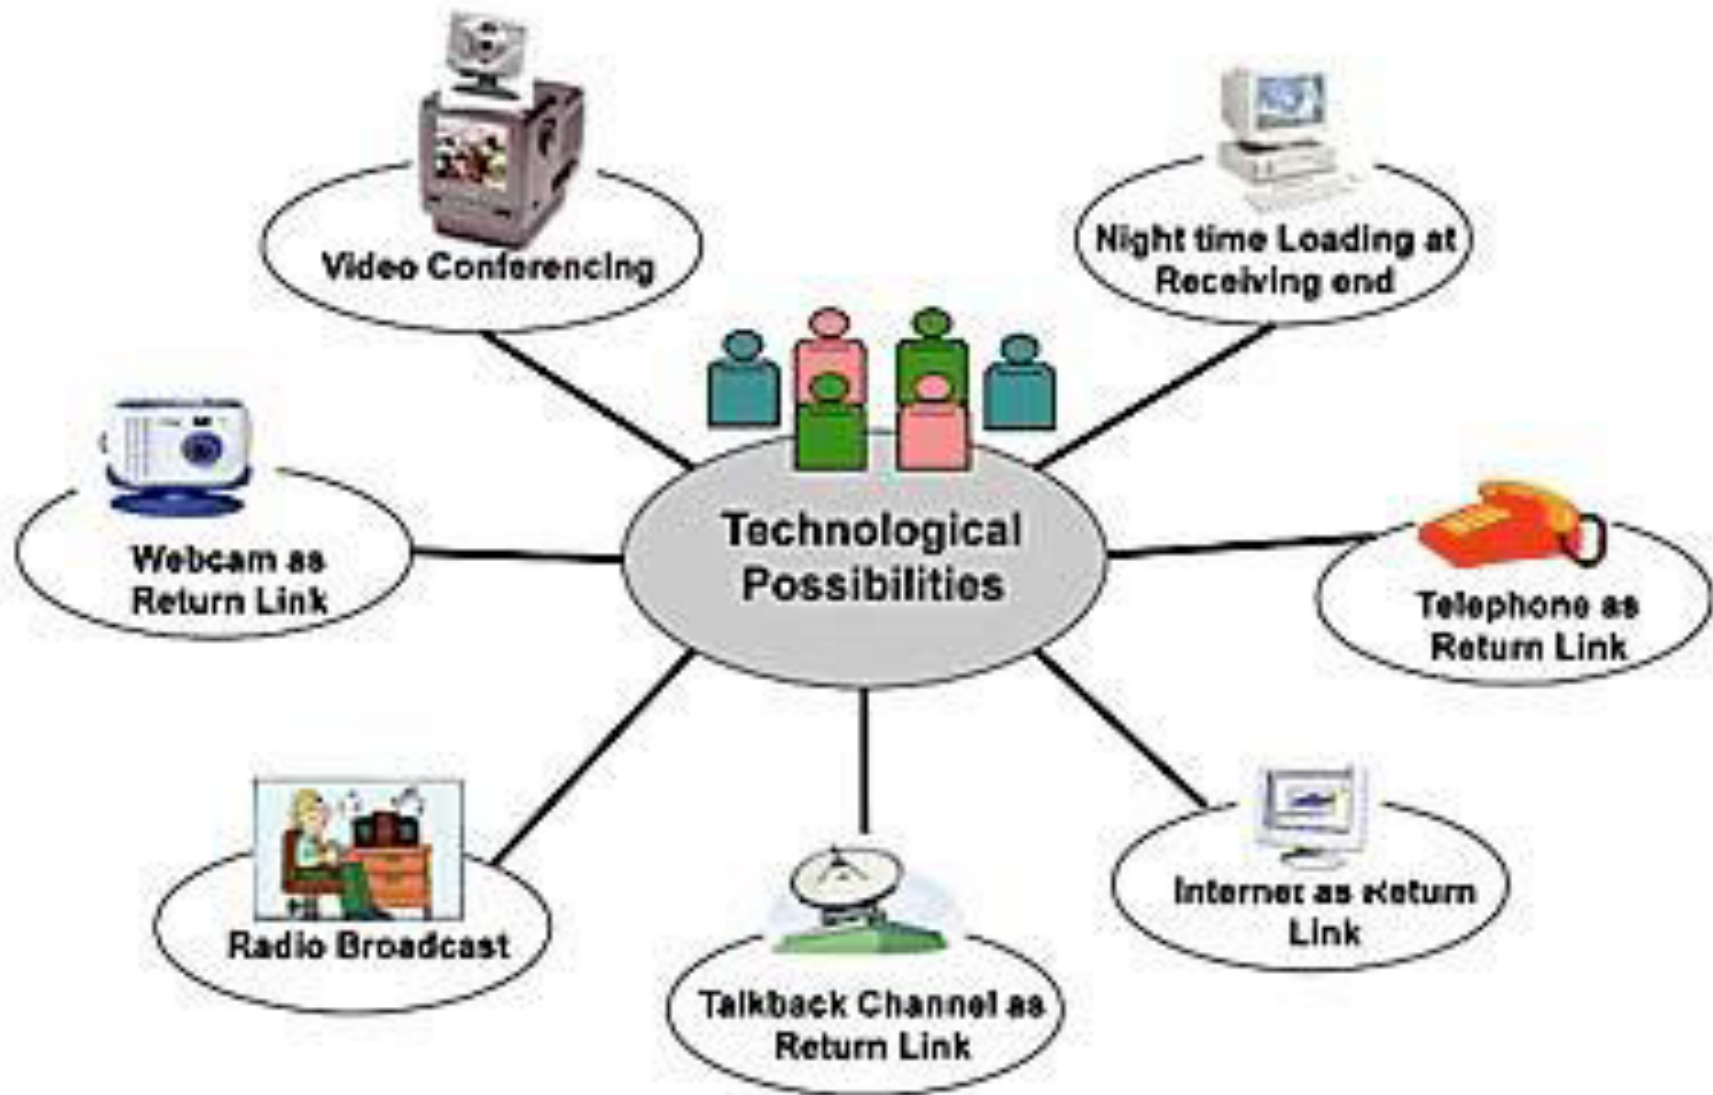 Video Conferencing
Night time Loading at
Receiving end
Webcam as
Return Link
Technological
Possibilities
Telephone as
Return Link
Radio Broadcast
Talkback Channel as
Return Link
Internet as Return
Link